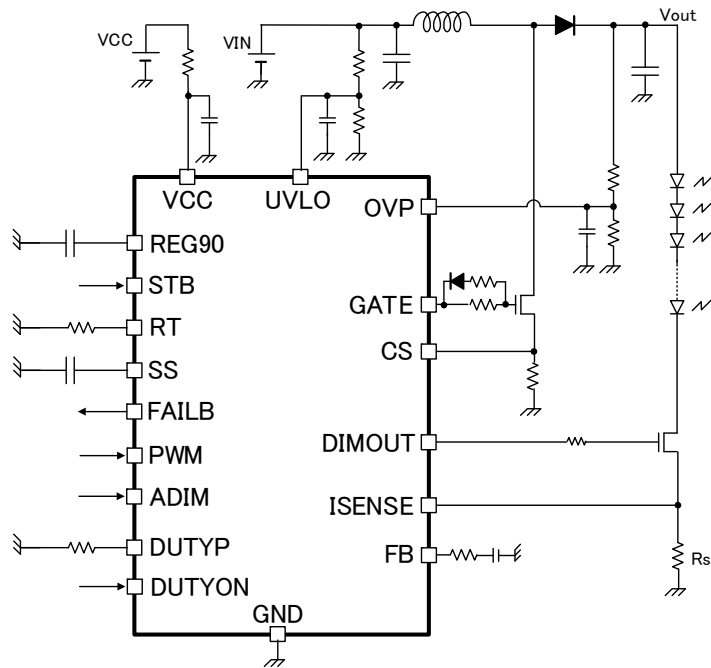 VCC
VIN
Vout
VCC
UVLO
OVP
REG90
STB
GATE
RT
CS
SS
FAILB
DIMOUT
PWM
ADIM
ISENSE
DUTYP
FB
Rs
DUTYON
GND